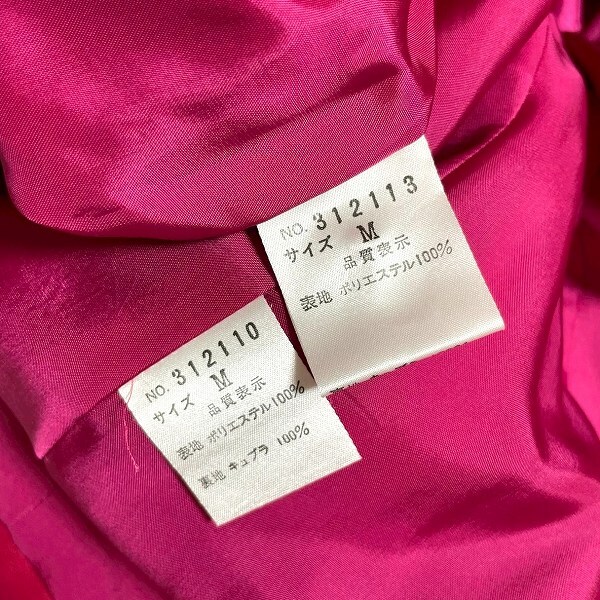 NO. 312113
サイズ M
品質表示
表地 ポリエステル100%
NO. 312110
サイズ M
品質表示
表地 ポリエステル100%
裏地 キュプラ 100%